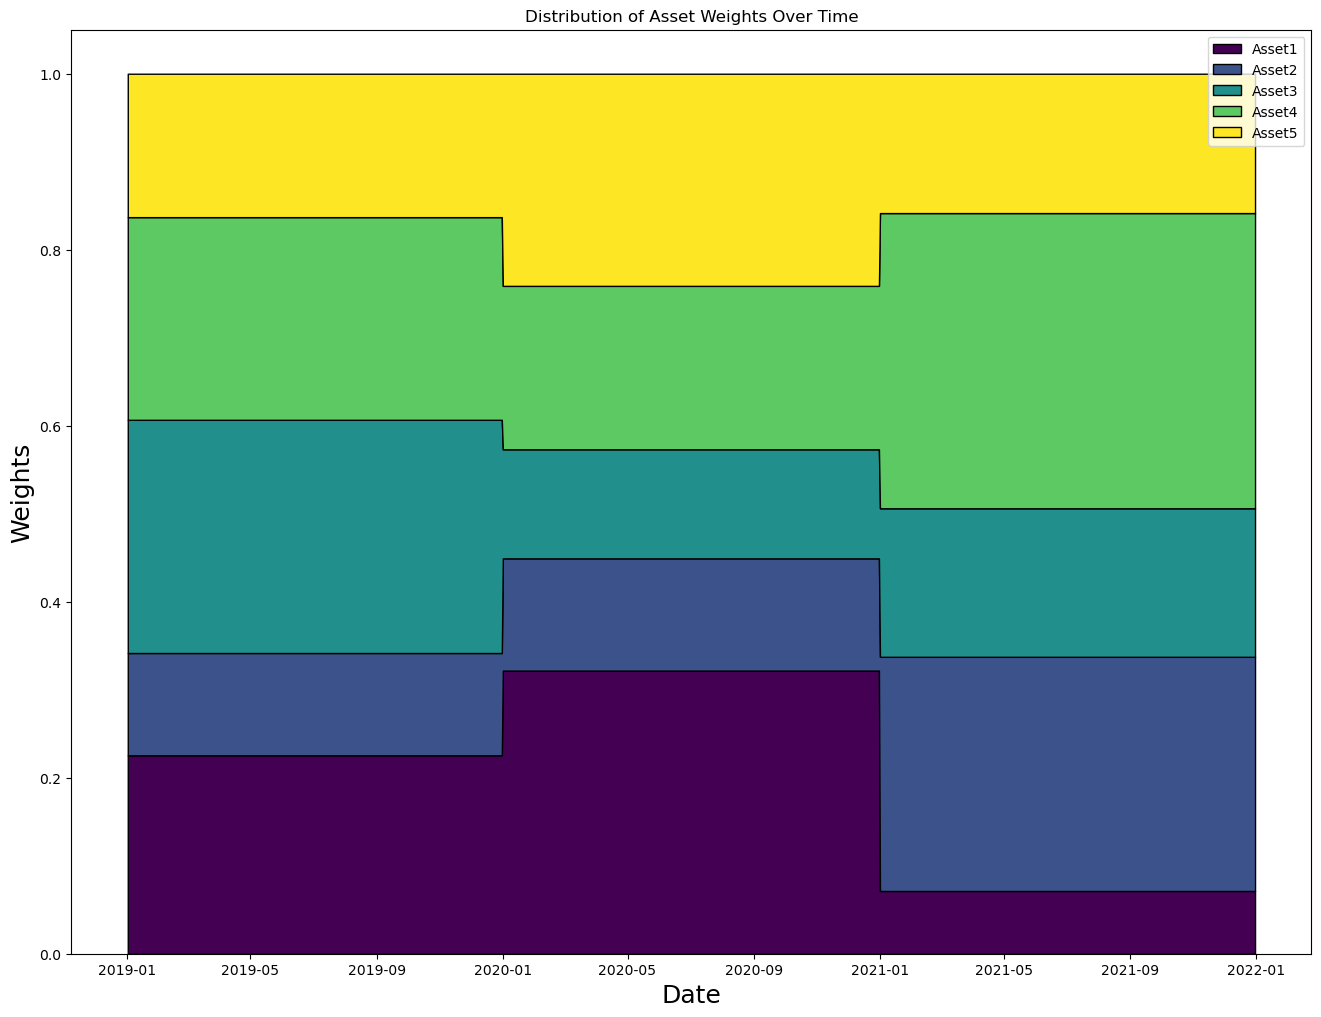 Distribution of Asset Weights Over Time
Asset1
Asset2
Asset3
Asset4
Asset5
1.0
0.8
0.6
0.4
0.2
0.0
Weights
2019-01 2019-05 2019-09 2020-01 2020-05 2020-09 2021-01 2021-05 2021-09 2022-01
Date